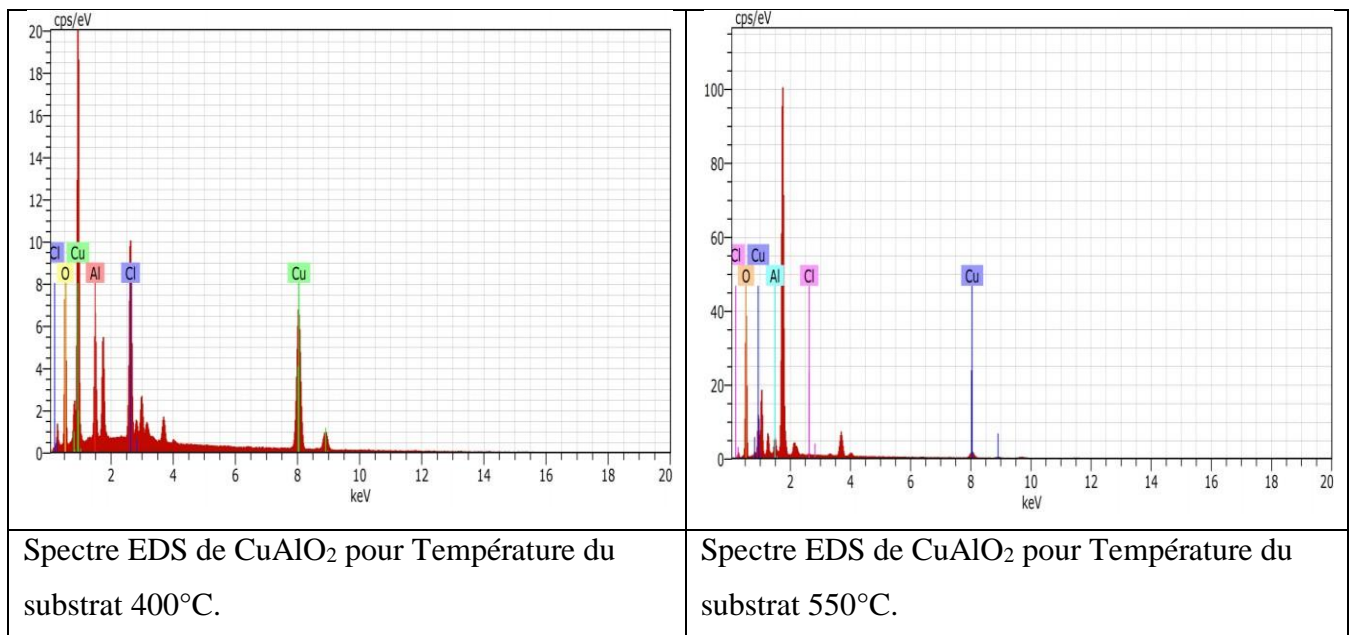 cps/eV
20
18
16
14
12
10
8
6
4
2
0
Cl Cu
O Al Cl Cu
2 4 6 8 10 12 14 16 18 20
keV
cps/eV
100
80
60
40
20
0
Cl Cu
O Al Cl Cu
2 4 6 8 10 12 14 16 18 20
keV
Spectre EDS de CuAlO₂ pour Température du
substrat 400°C.
Spectre EDS de CuAlO₂ pour Température du
substrat 550°C.